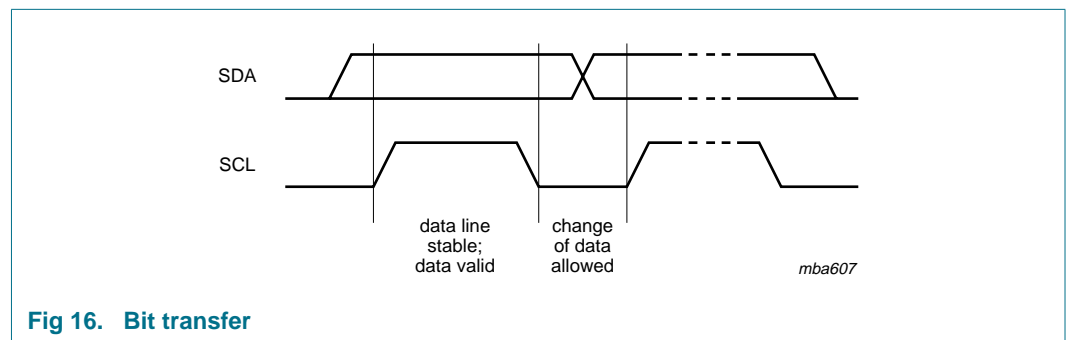 SDA
SCL
data line
stable;
data valid
change
of data
allowed
mba607
Fig 16. Bit transfer